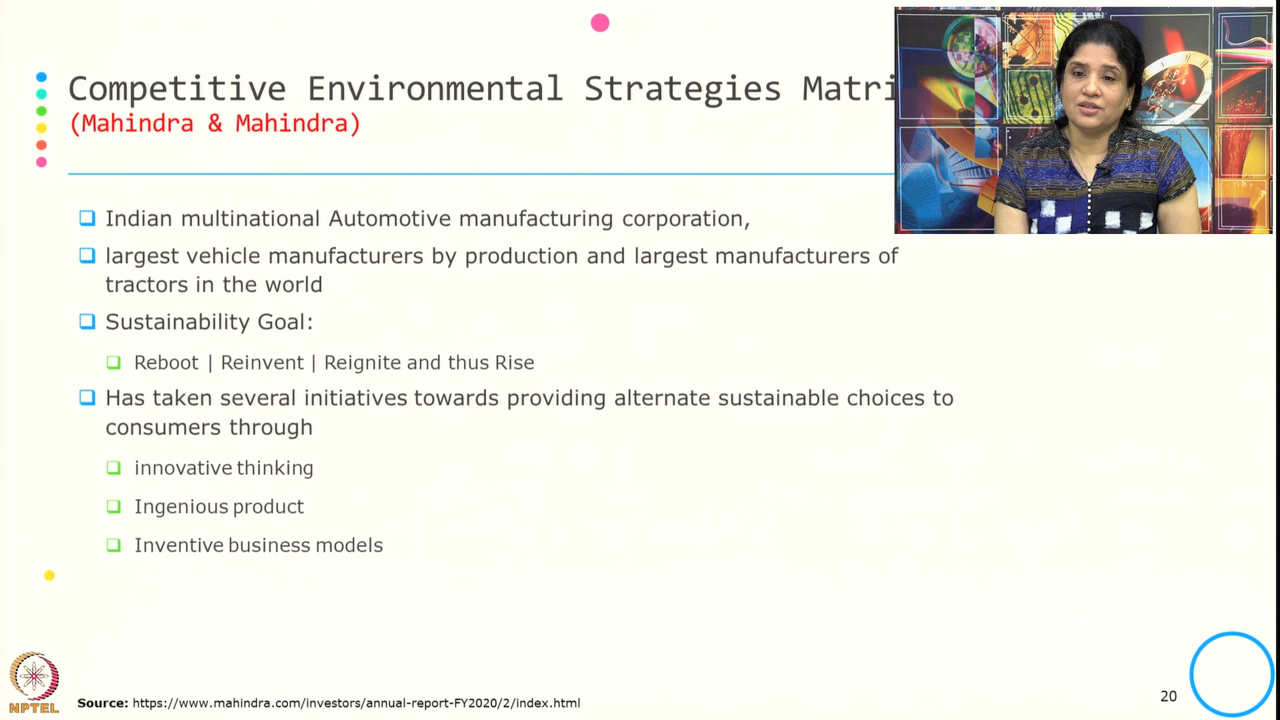 Competitive Environmental Strategies Matri
(Mahindra & Mahindra)
Indian multinational Automotive manufacturing corporation,
largest vehicle manufacturers by production and largest manufacturers of
tractors in the world
Sustainability Goal:
Reboot | Reinvent | Reignite and thus Rise
Has taken several initiatives towards providing alternate sustainable choices to
consumers through
innovative thinking
Ingenious product
Inventive business models
NPTEL
Source: https://www.mahindra.com/investors/annual-report-FY2020/2/index.html
20